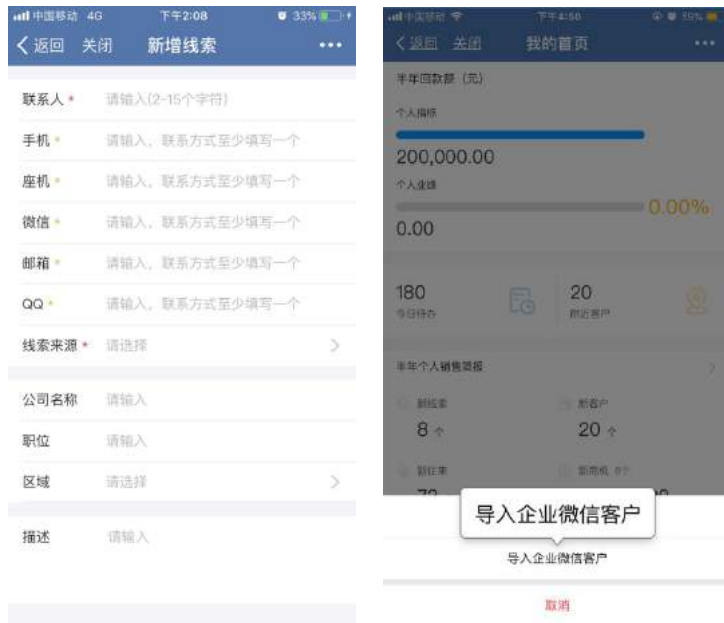 中国移动 4G 下午2:08 33%
返回 关闭 新增线索
联系人 * 请输入(2-15个字符)
手机 * 请输入，联系方式至少填写一个
座机 * 请输入，联系方式至少填写一个
微信 * 请输入，联系方式至少填写一个
邮箱 * 请输入，联系方式至少填写一个
QQ * 请输入，联系方式至少填写一个
线索来源 * 请选择
公司名称 请输入
职位 请输入
区域 请选择
描述 请输入
中国移动 下午4:50 59%
返回 关闭 我的首页
半年回款额（元）
个人指标
200,000.00
个人业绩
0.00%
0.00
180 20
今日待办 附近客户
半年个人销售简报
新线索 新客户
8 个 20 个
新往来 新商机
导入企业微信客户
导入企业微信客户
取消